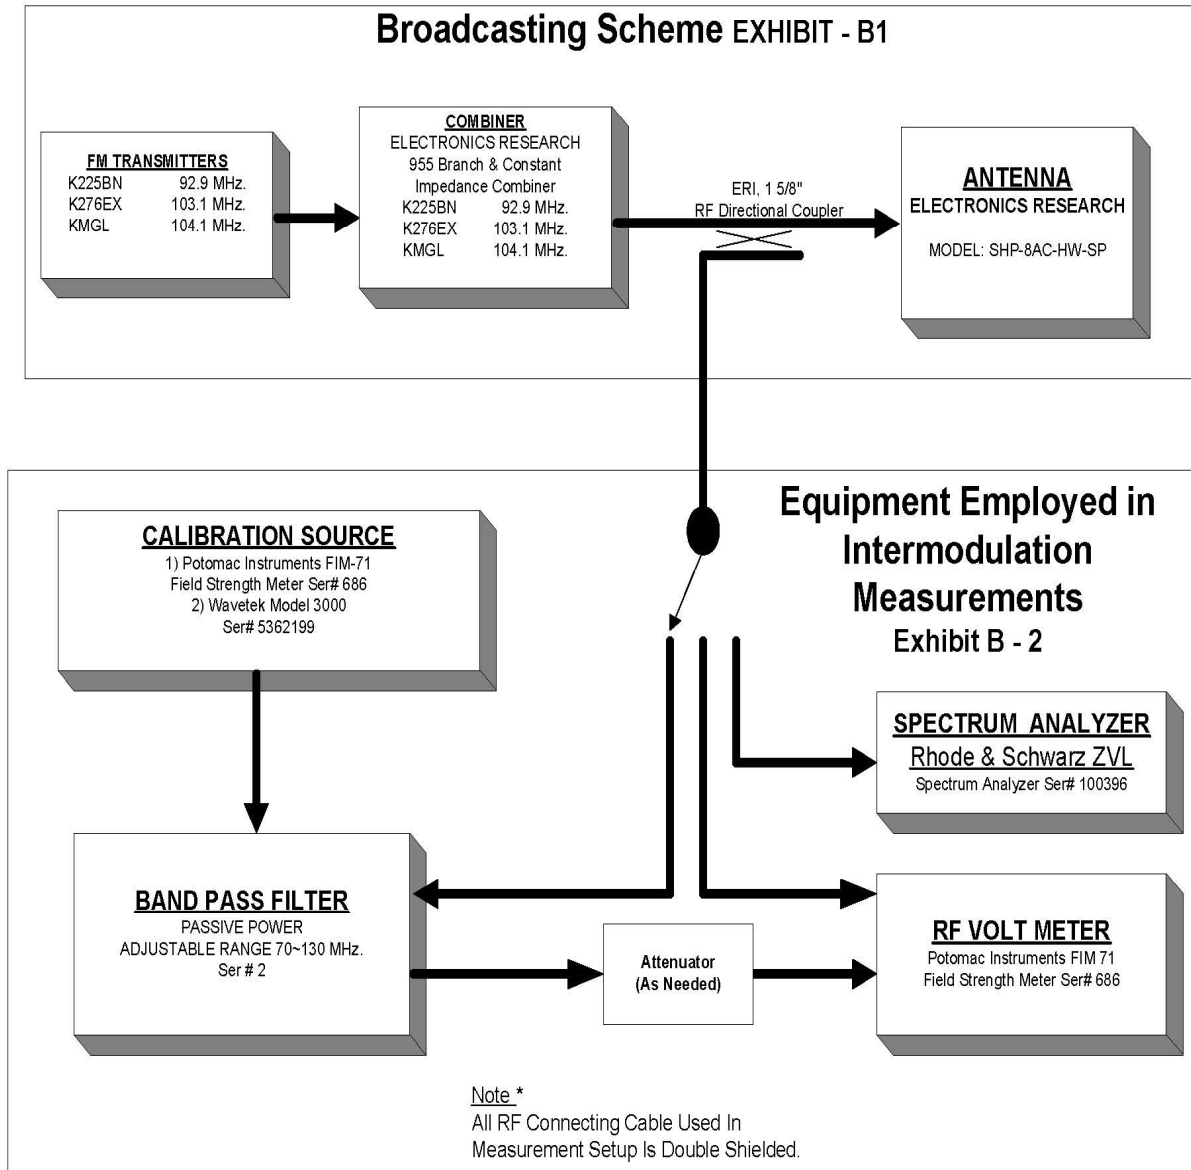 Broadcasting Scheme EXHIBIT - B1
FM TRANSMITTERS
K225BN 92.9 MHz.
K276EX 103.1 MHz.
KMGL 104.1 MHz.
COMBINER
ELECTRONICS RESEARCH
955 Branch & Constant
Impedance Combiner
K225BN 92.9 MHz.
K276EX 103.1 MHz.
KMGL 104.1 MHz.
ERI, 1 5/8"
RF Directional Coupler
ANTENNA
ELECTRONICS RESEARCH
MODEL: SHP-8AC-HW-SP
Equipment Employed in
Intermodulation
Measurements
Exhibit B - 2
CALIBRATION SOURCE
1) Potomac Instruments FIM-71
Field Strength Meter Ser# 686
2) Wavetek Model 3000
Ser# 5362199
SPECTRUM ANALYZER
Rhode & Schwarz ZVL
Spectrum Analyzer Ser# 100396
BAND PASS FILTER
PASSIVE POWER
ADJUSTABLE RANGE 70~130 MHz.
Ser # 2
Attenuator
(As Needed)
RF VOLT METER
Potomac Instruments FIM 71
Field Strength Meter Ser# 686
Note *
All RF Connecting Cable Used In
Measurement Setup Is Double Shielded.